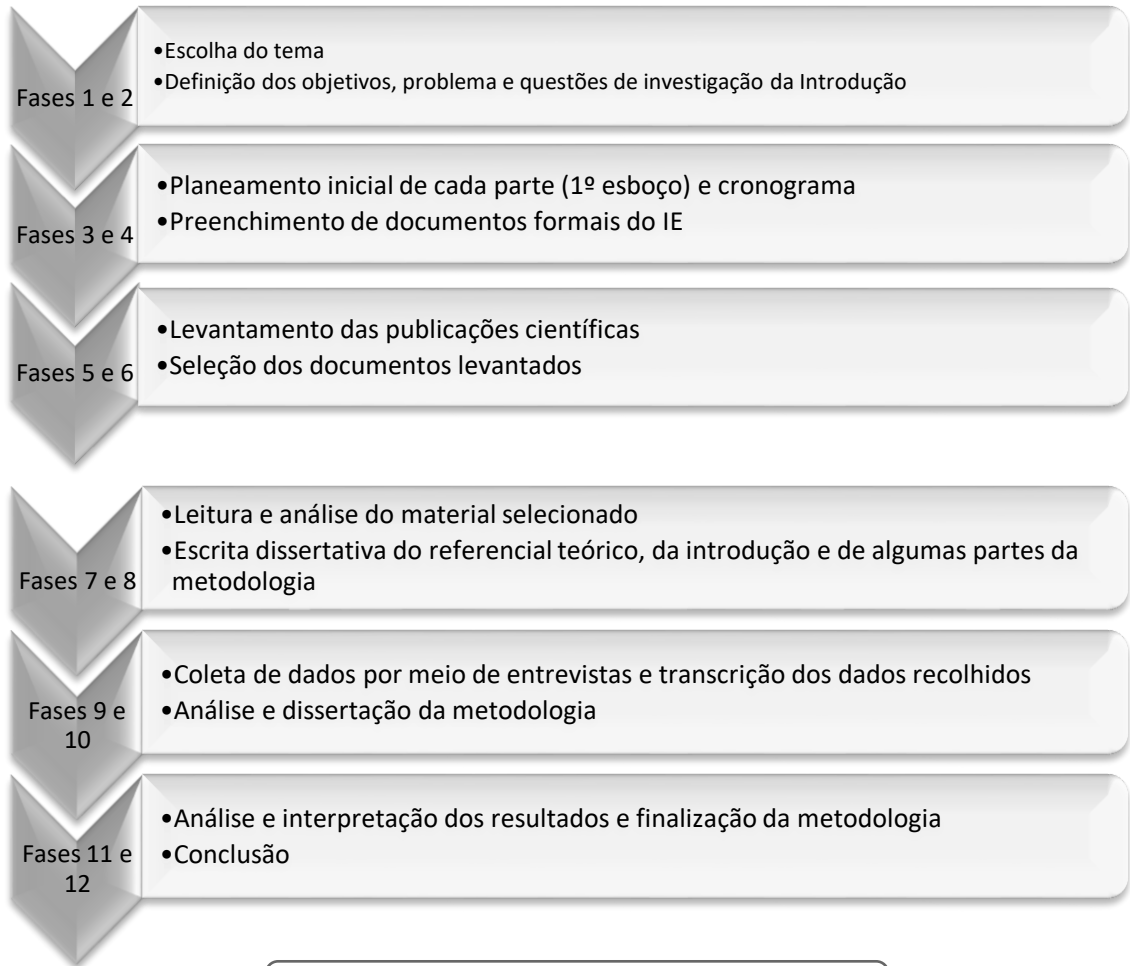 Fases 1 e 2
•Escolha do tema
•Definição dos objetivos, problema e questões de investigação da Introdução
Fases 3 e 4
•Planeamento inicial de cada parte (1º esboço) e cronograma
•Preenchimento de documentos formais do IE
Fases 5 e 6
•Levantamento das publicações científicas
•Seleção dos documentos levantados
Fases 7 e 8
•Leitura e análise do material selecionado
•Escrita dissertativa do referencial teórico, da introdução e de algumas partes da
metodologia
Fases 9 e
10
•Coleta de dados por meio de entrevistas e transcrição dos dados recolhidos
•Análise e dissertação da metodologia
Fases 11 e
12
•Análise e interpretação dos resultados e finalização da metodologia
•Conclusão